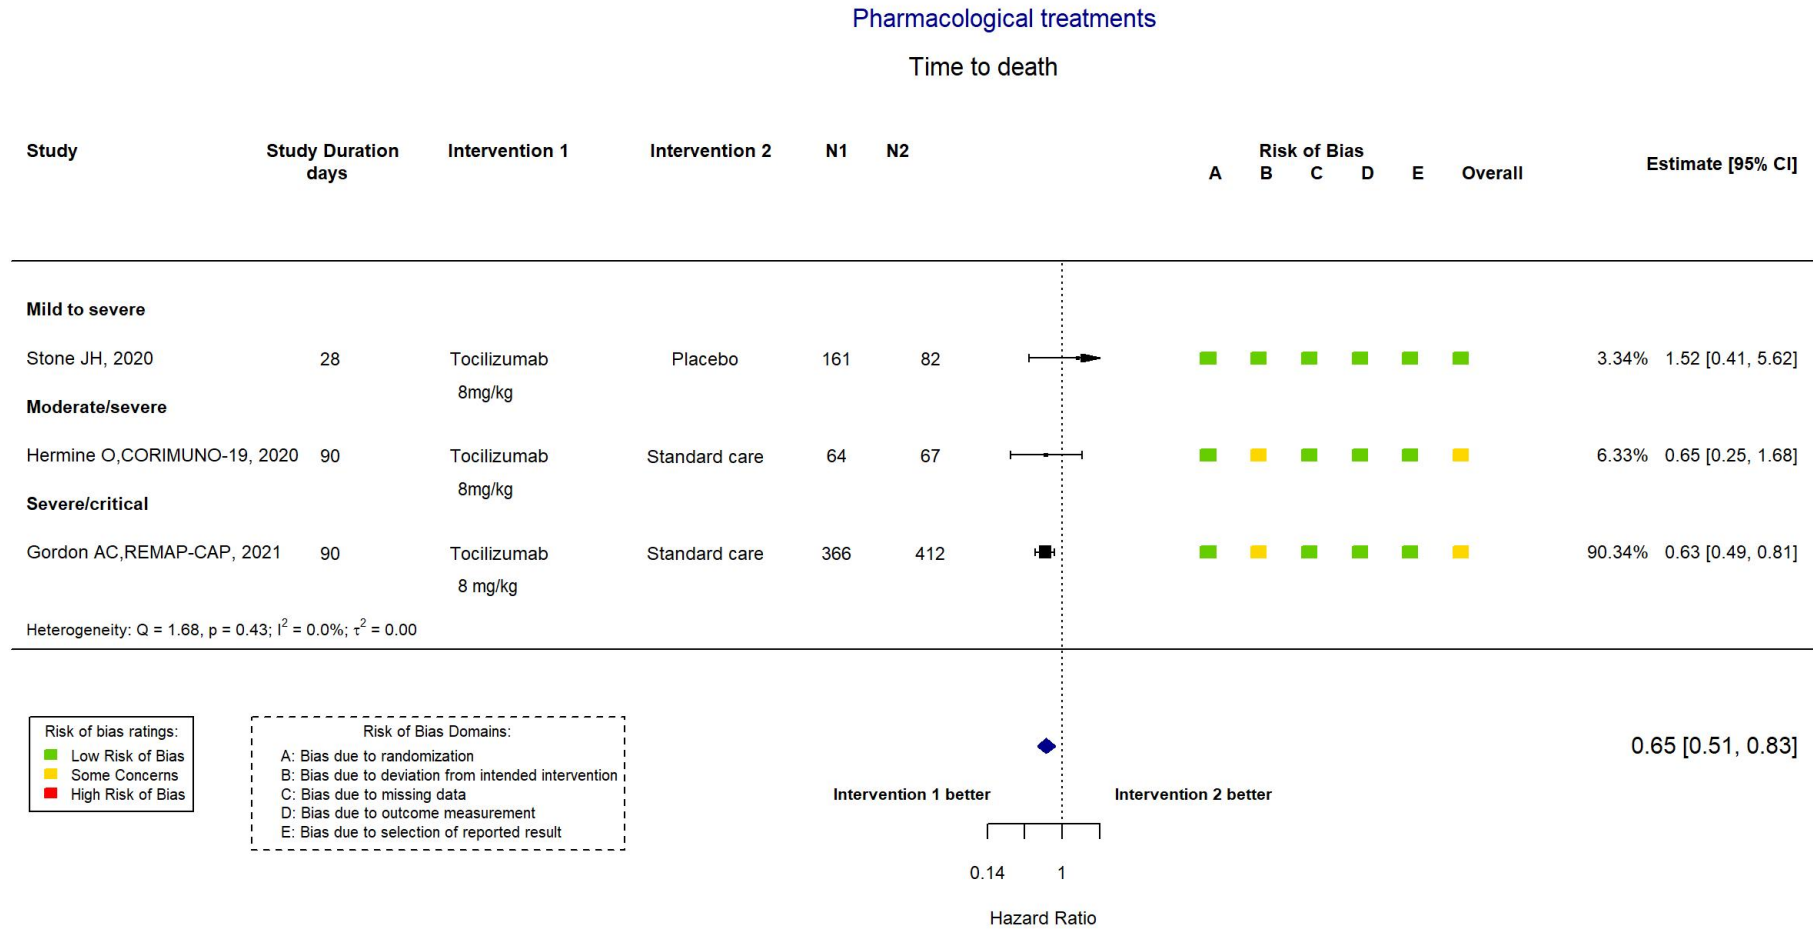 Pharmacological treatments
Time to death
Study Study Duration Intervention 1 Intervention 2 N1 N2 Risk of Bias Estimate [95% CI]
days A B C D E Overall
Mild to severe
Stone JH, 2020 28 Tocilizumab Placebo 161 82 3.34% 1.52 [0.41, 5.62]
8mg/kg
Moderate/severe
Hermine O,CORIMUNO-19, 2020 90 Tocilizumab Standard care 64 67 6.33% 0.65 [0.25, 1.68]
8mg/kg
Severe/critical
Gordon AC,REMAP-CAP, 2021 90 Tocilizumab Standard care 366 412 90.34% 0.63 [0.49, 0.81]
8 mg/kg
Heterogeneity: Q = 1.68, p = 0.43; I² = 0.0%; τ² = 0.00
0.65 [0.51, 0.83]
Risk of bias ratings:
Low Risk of Bias
Some Concerns
High Risk of Bias
Risk of Bias Domains:
A: Bias due to randomization
B: Bias due to deviation from intended intervention
C: Bias due to missing data
D: Bias due to outcome measurement
E: Bias due to selection of reported result
Intervention 1 better Intervention 2 better
0.14 1
Hazard Ratio